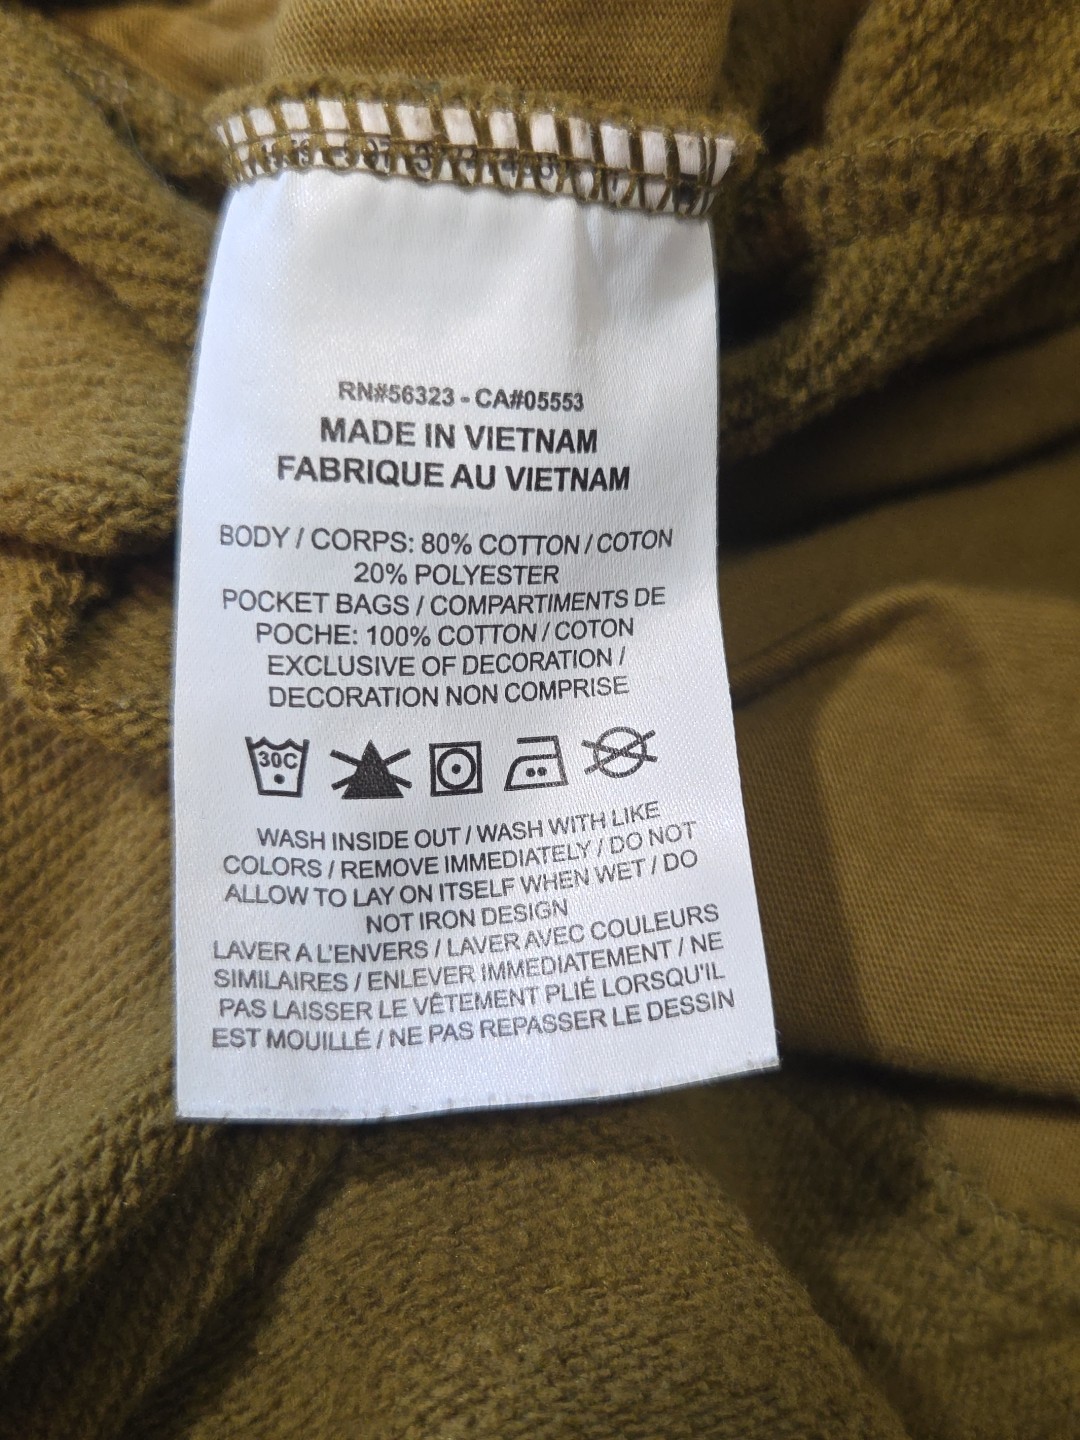 RN#56323 - CA#05553
MADE IN VIETNAM
FABRIQUE AU VIETNAM
BODY / CORPS: 80% COTTON / COTON
20% POLYESTER
POCKET BAGS / COMPARTIMENTS DE
POCHE: 100% COTTON / COTON
EXCLUSIVE OF DECORATION /
DECORATION NON COMPRISE
30C
WASH INSIDE OUT / WASH WITH LIKE
COLORS / REMOVE IMMEDIATELY / DO NOT
ALLOW TO LAY ON ITSELF WHEN WET / DO
NOT IRON DESIGN
LAVER A L'ENVERS / LAVER AVEC COULEURS
SIMILAIRES / ENLEVER IMMEDIATEMENT / NE
PAS LAISSER LE VÊTEMENT PLIÉ LORSQU'IL
EST MOUILLÉ / NE PAS REPASSER LE DESSIN